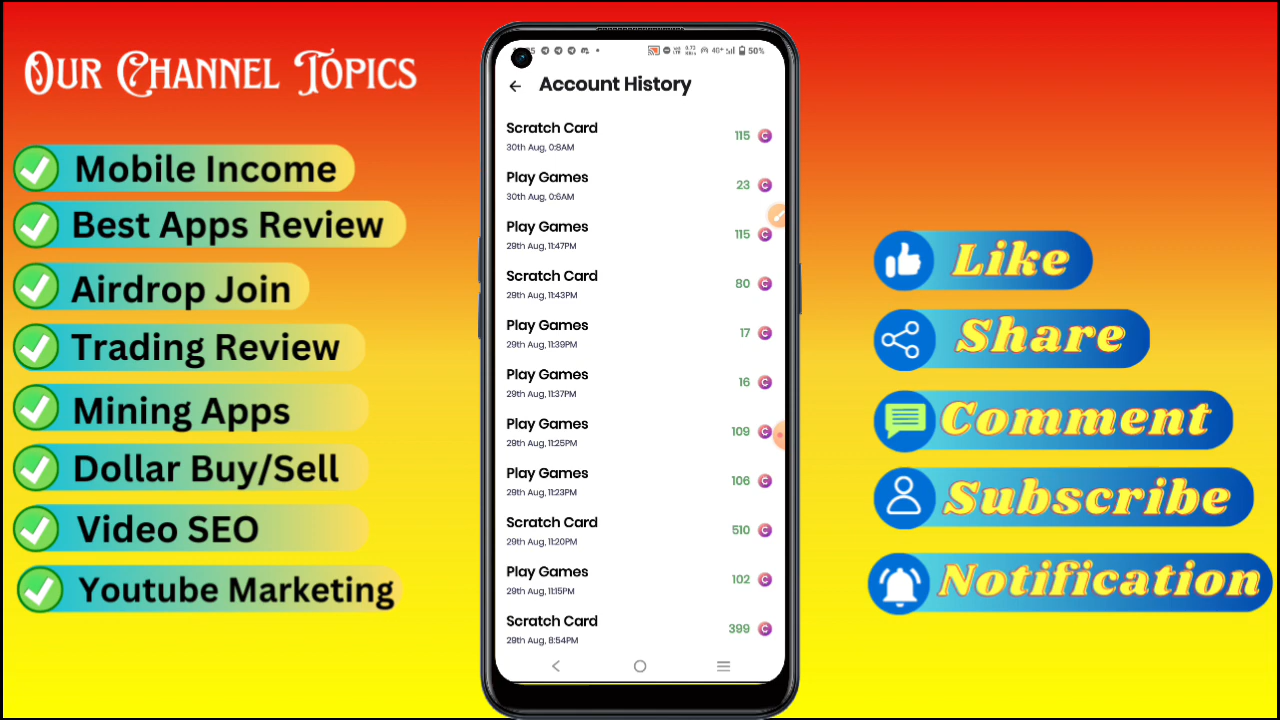 Our Channel Topics
Mobile Income
Best Apps Review
Airdrop Join
Trading Review
Mining Apps
Dollar Buy/Sell
Video SEO
Youtube Marketing
50%
Account History
Scratch Card
115
30th Aug, 0:8AM
Play Games
23
30th Aug, 0:6AM
Play Games
115
29th Aug, 11:47PM
Scratch Card
80
29th Aug, 11:43PM
Play Games
17
29th Aug, 11:39PM
Play Games
16
29th Aug, 11:37PM
Play Games
109
29th Aug, 11:25PM
Play Games
106
29th Aug, 11:23PM
Scratch Card
510
29th Aug, 11:20PM
Play Games
102
29th Aug, 11:15PM
Scratch Card
399
29th Aug, 8:54PM
Like
Share
Comment
Subscribe
Notification